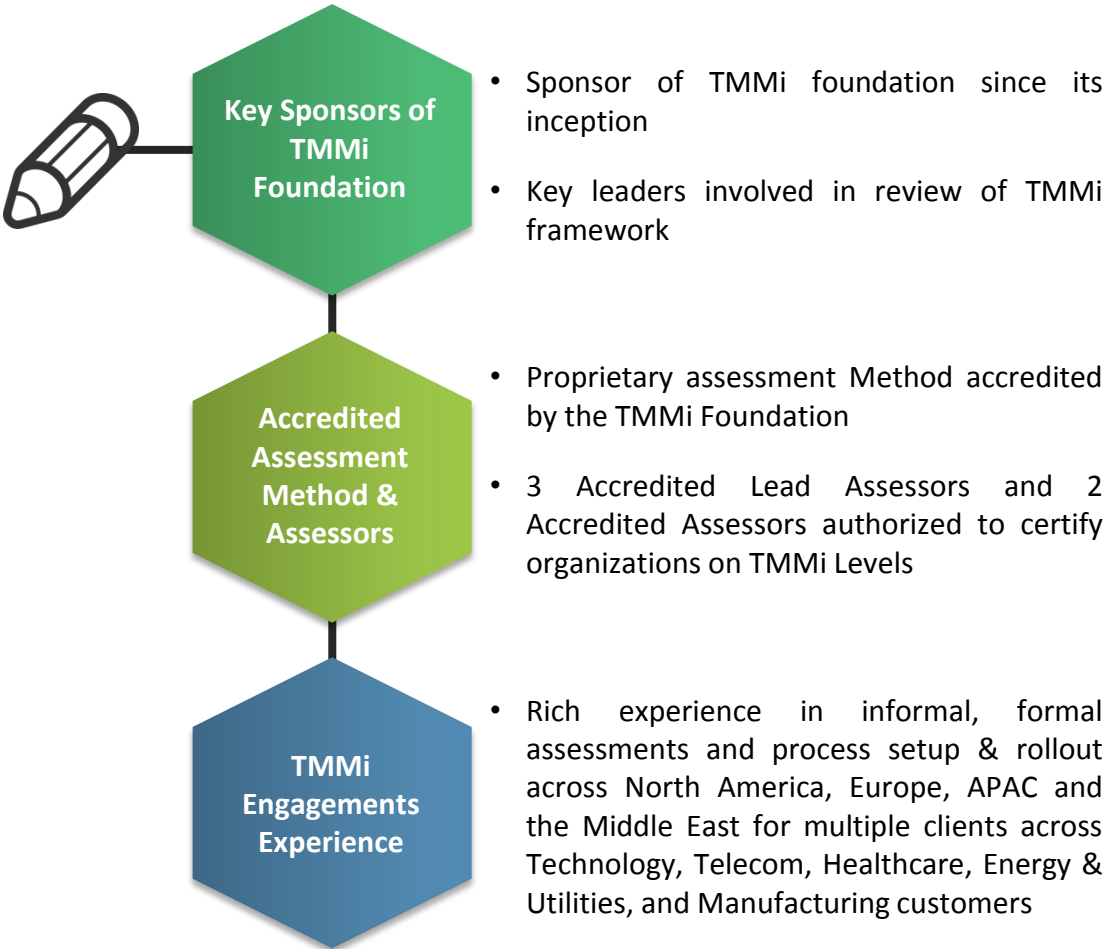 Key Sponsors of
TMMi
Foundation
• Sponsor of TMMi foundation since its
inception
• Key leaders involved in review of TMMi
framework
Accredited
Assessment
Method &
Assessors
• Proprietary assessment Method accredited
by the TMMi Foundation
• 3 Accredited Lead Assessors and 2
Accredited Assessors authorized to certify
organizations on TMMi Levels
TMMi
Engagements
Experience
• Rich experience in informal, formal
assessments and process setup & rollout
across North America, Europe, APAC and
the Middle East for multiple clients across
Technology, Telecom, Healthcare, Energy &
Utilities, and Manufacturing customers